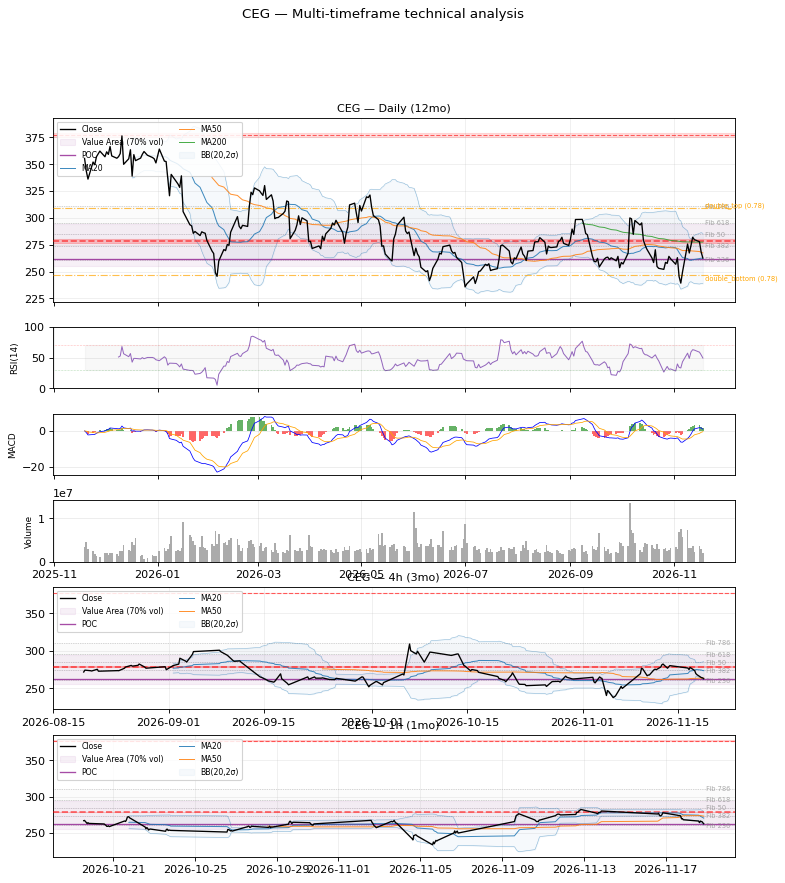 CEG — Multi-timeframe technical analysis
CEG — Daily (12mo)
Close
Value Area (70% vol)
POC
MA20
MA50
MA200
BB(20,2σ)
375
350
325
300
275
250
225
double_top (0.78)
Fib 618
Fib 50
Fib 382
Fib 236
double_bottom (0.78)
RSI(14)
100
50
0
MACD
0
−20
1e7
Volume
1
0
2025-11 2026-01 2026-03 2026-05 2026-07 2026-09 2026-11
CEG — 4h (3mo)
Close
Value Area (70% vol)
POC
MA20
MA50
BB(20,2σ)
350
300
250
Fib 786
Fib 618
Fib 50
Fib 382
Fib 236
2026-08-15 2026-09-01 2026-09-15 2026-10-01 2026-10-15 2026-11-01 2026-11-15
CEG — 1h (1mo)
Close
Value Area (70% vol)
POC
MA20
MA50
BB(20,2σ)
350
300
250
Fib 786
Fib 618
Fib 50
Fib 382
Fib 236
2026-10-21 2026-10-25 2026-10-29 2026-11-01 2026-11-05 2026-11-09 2026-11-13 2026-11-17